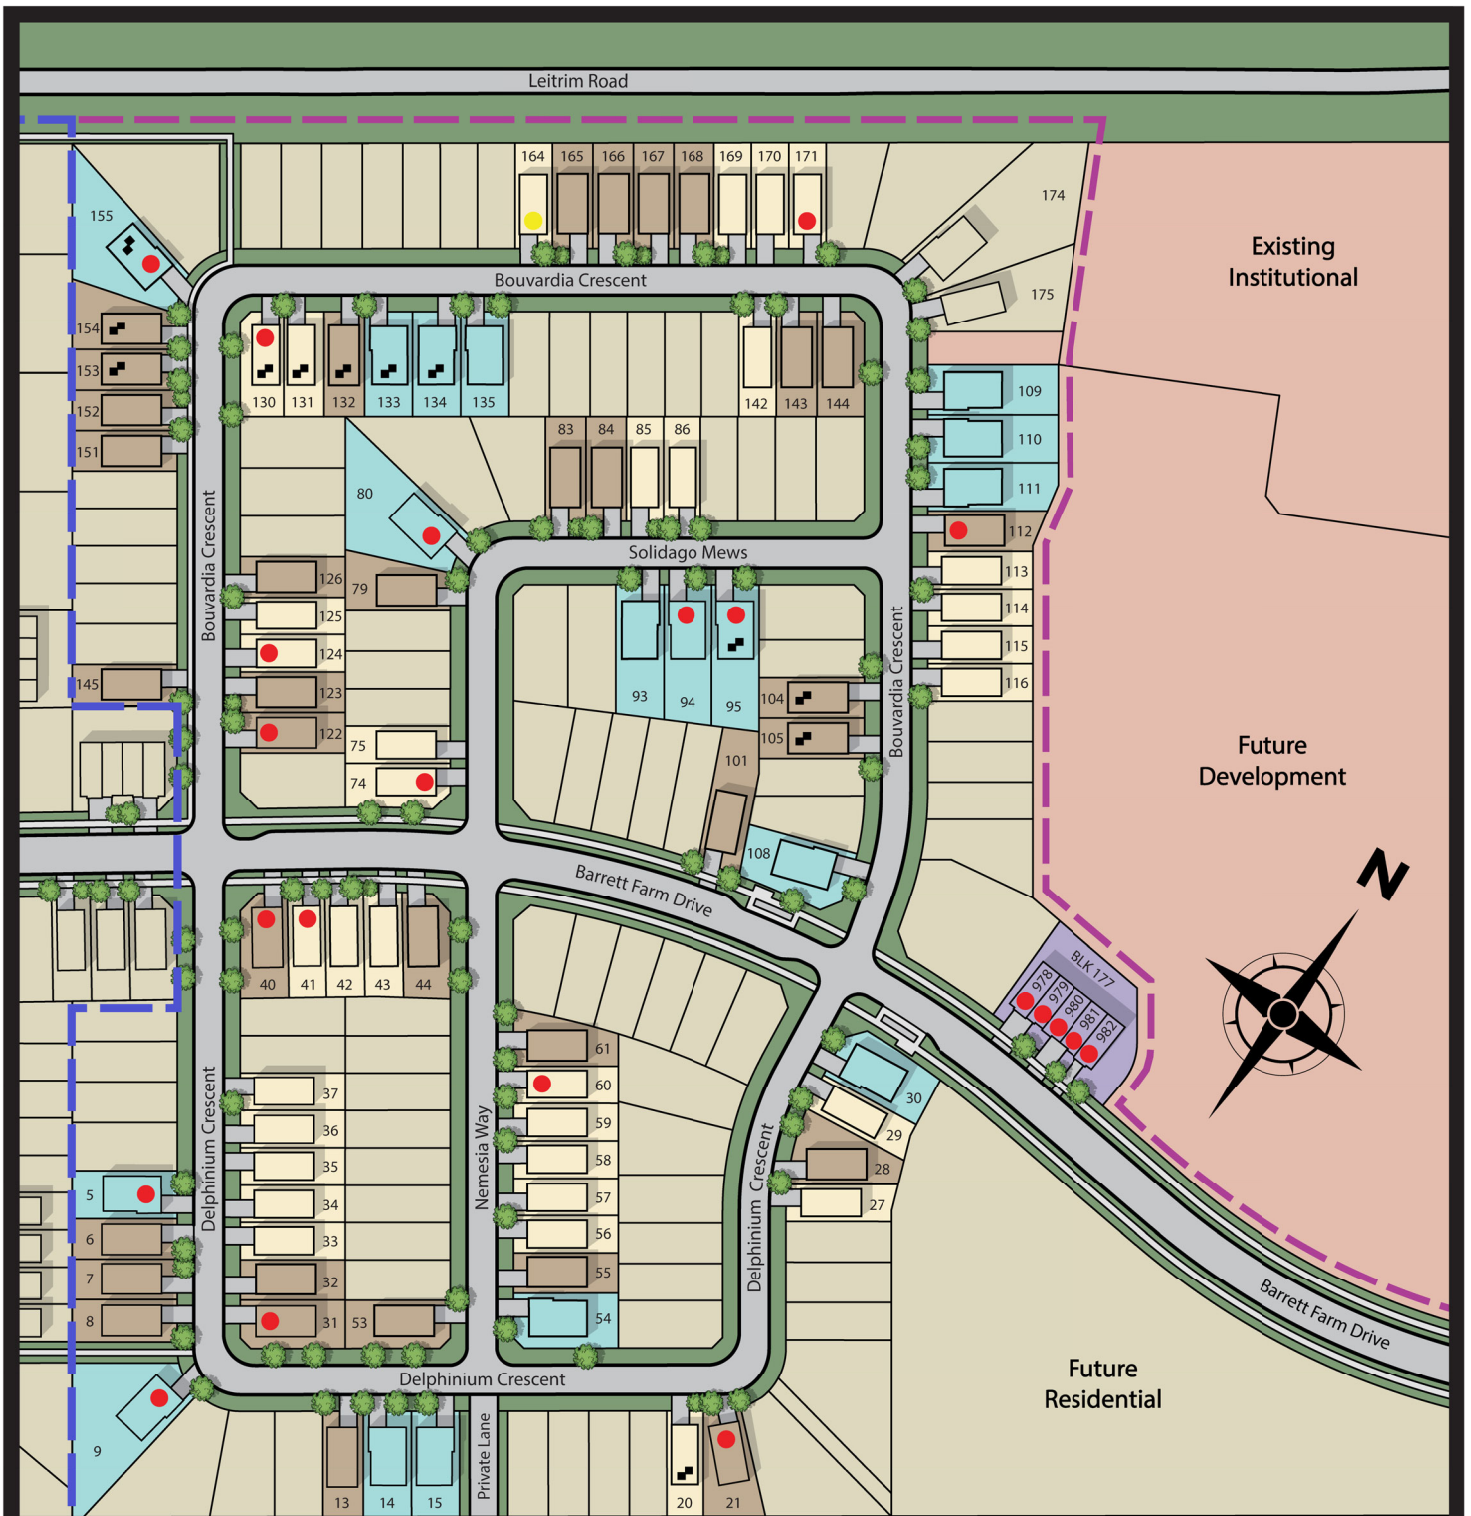 Leitrim Road
164 165 166 167 168 169 170 171
174
155
Existing
Institutional
Bouvardia Crescent
175
154
153
152
151
130 131 132 133 134 135
142 143 144
109
110
111
112
113
114
115
116
83 84 85 86
80
Solidago Mews
79
Bouvardia Crescent
126
125
124
123
122
145
75
74
93 94 95
104
105
101
108
Bouvardia Crescent
Future
Development
N
Barrett Farm Drive
40 41 42 43 44
BLK 177
978
979
980
981
982
61
60
59
58
57
56
55
54
30
29
28
27
37
36
35
34
33
32
31
53
Delphinium Crescent
Nemesia Way
Delphinium Crescent
5
6
7
8
9
Barrett Farm Drive
Delphinium Crescent
Future
Residential
Private Lane
13 14 15
20 21